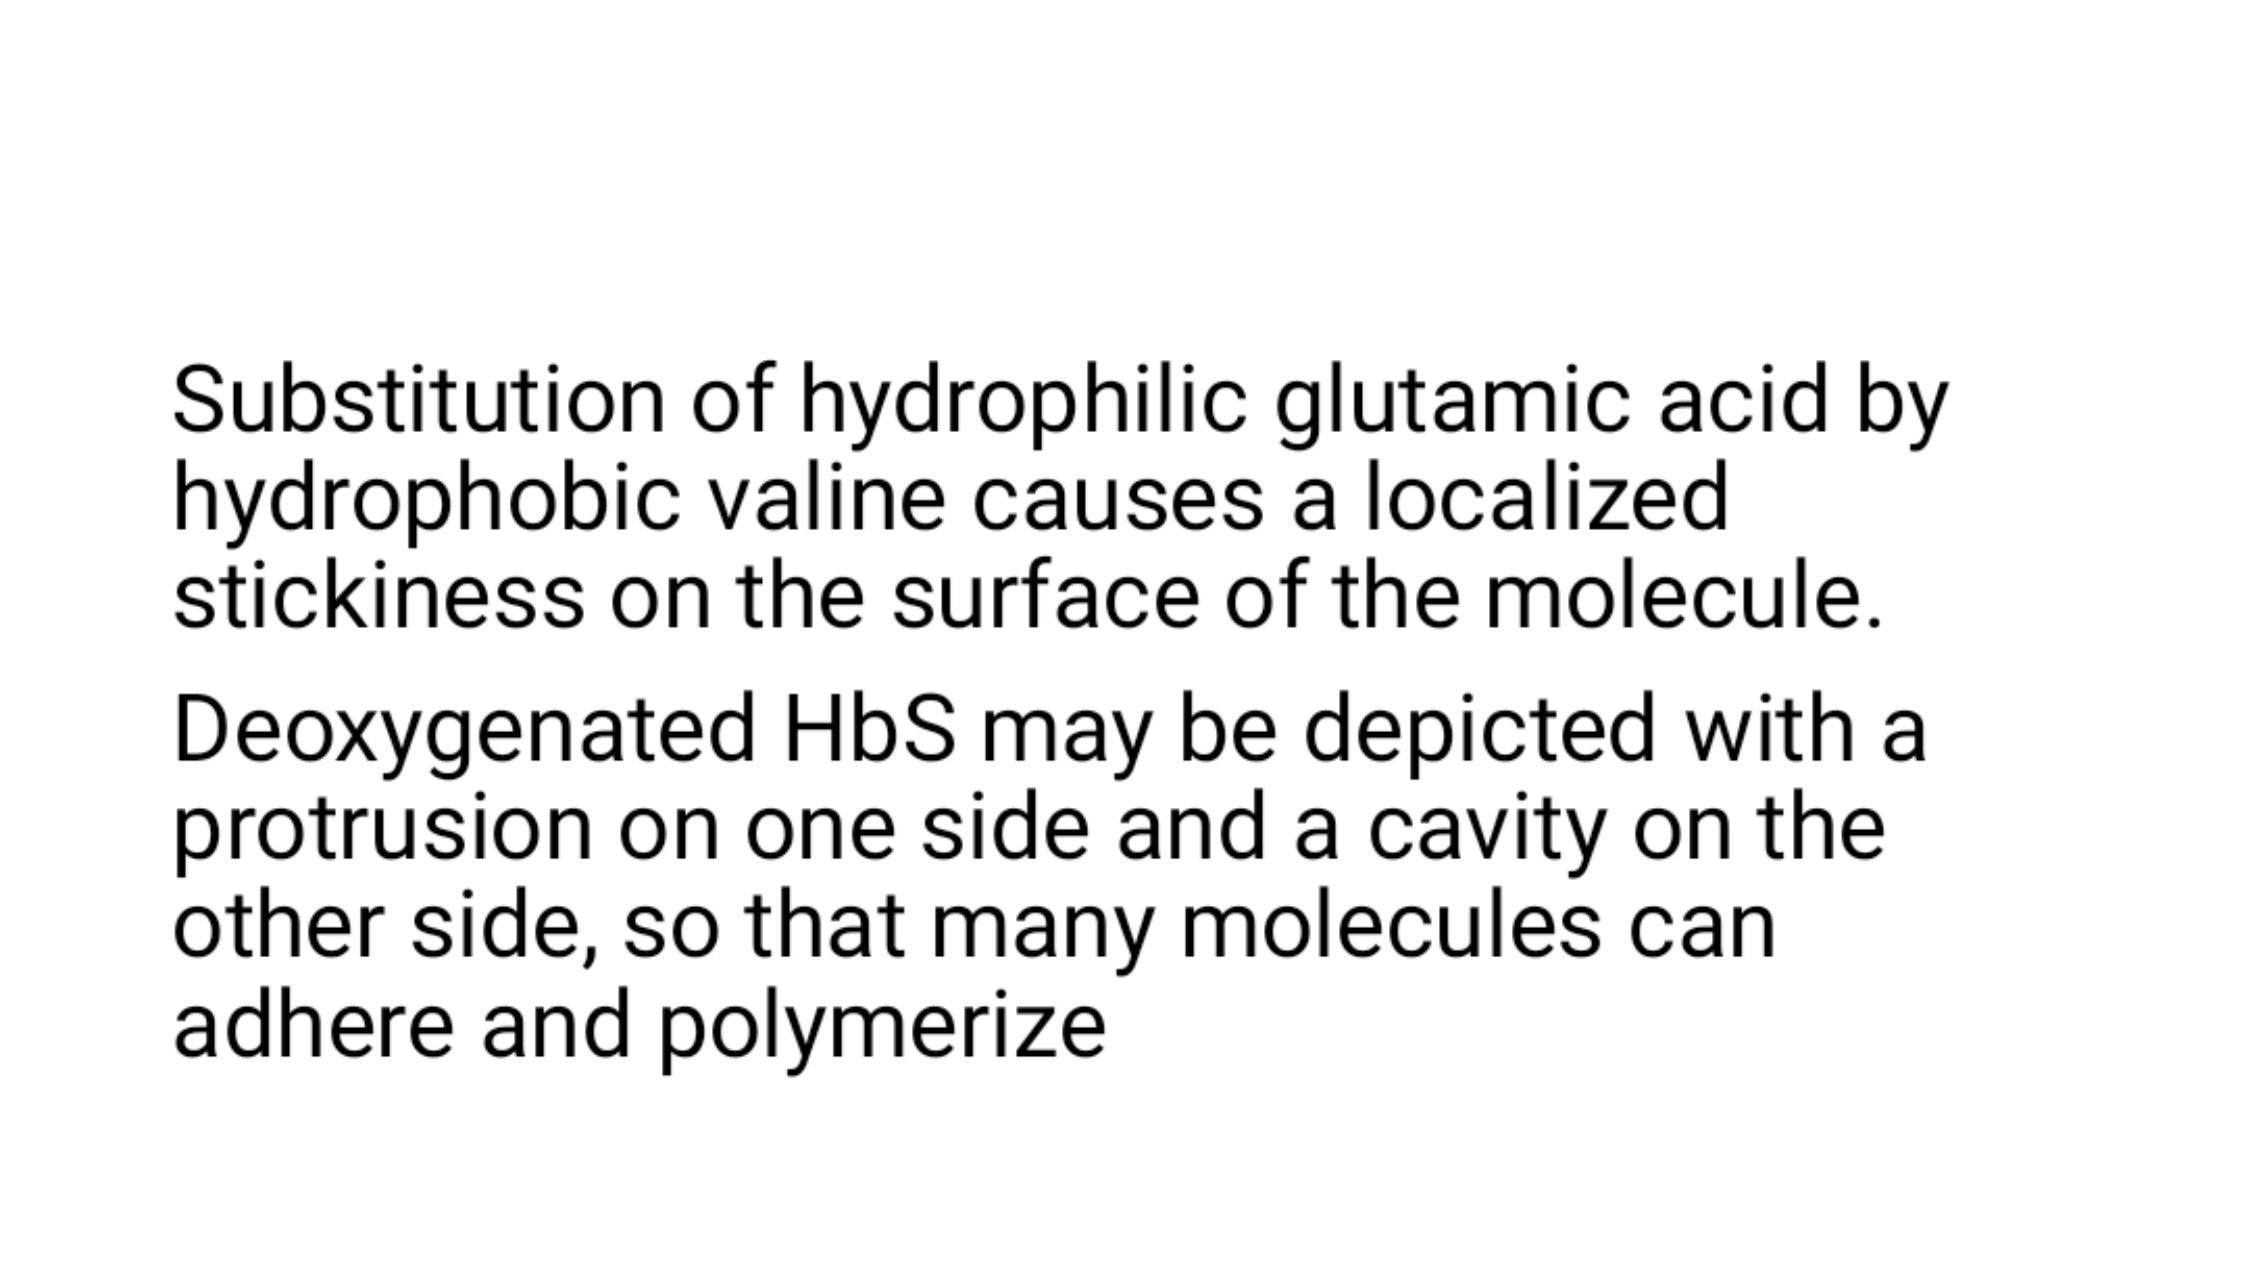 Substitution of hydrophilic glutamic acid by
hydrophobic valine causes a localized
stickiness on the surface of the molecule.
Deoxygenated HbS may be depicted with a
protrusion on one side and a cavity on the
other side, so that many molecules can
adhere and polymerize